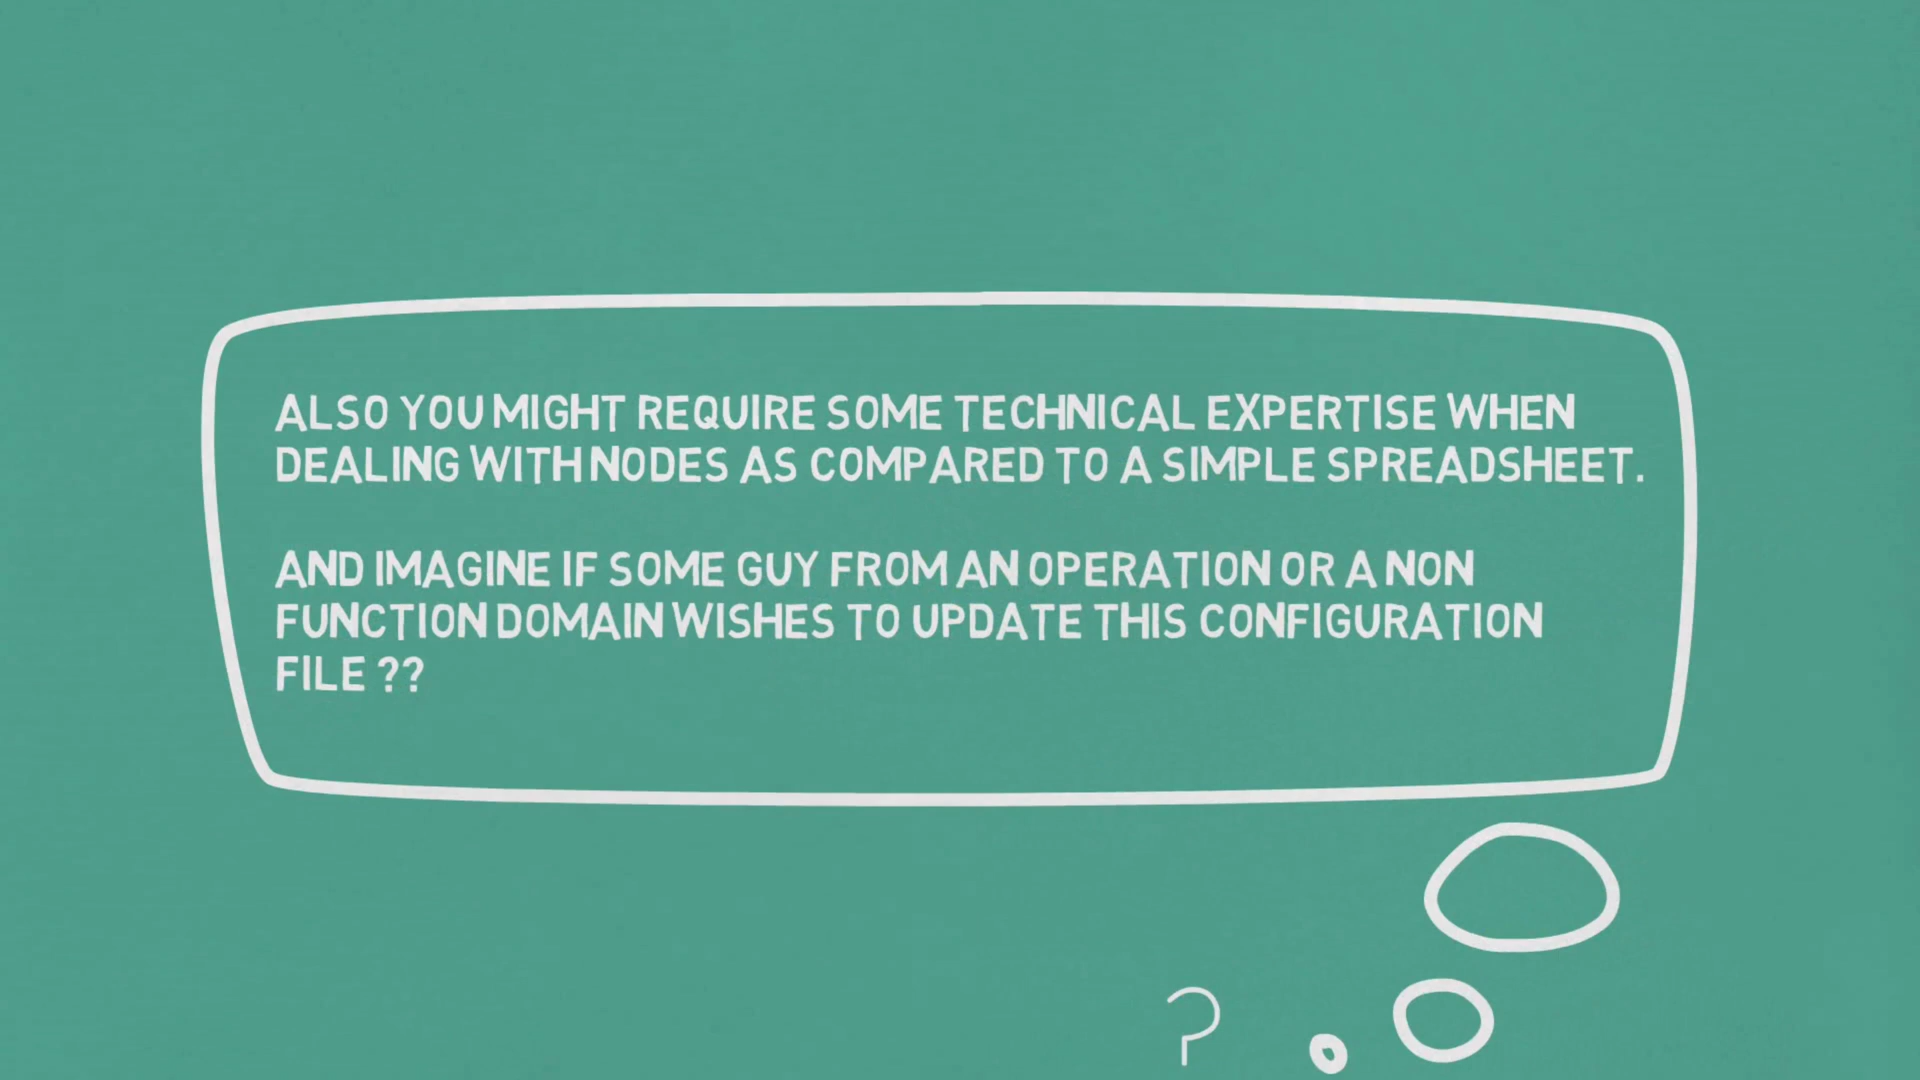 ALSO YOU MIGHT REQUIRE SOME TECHNICAL EXPERTISE WHEN
DEALING WITH NODES AS COMPARED TO A SIMPLE SPREADSHEET.
AND IMAGINE IF SOME GUY FROM AN OPERATION OR A NON
FUNCTION DOMAIN WISHES TO UPDATE THIS CONFIGURATION
FILE ??
?